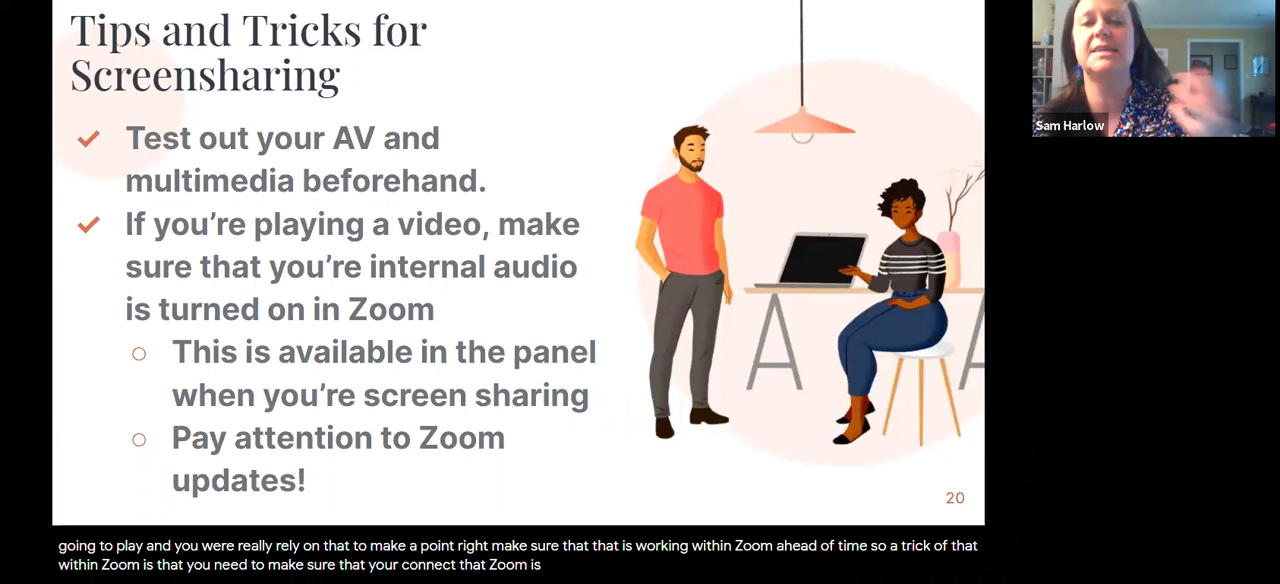 Tips and Tricks for
Screensharing
Test out your AV and
multimedia beforehand.
If you’re playing a video, make
sure that you’re internal audio
is turned on in Zoom
This is available in the panel
when you’re screen sharing
Pay attention to Zoom
updates!
20
Sam Harlow
going to play and you were really rely on that to make a point right make sure that that is working within Zoom ahead of time so a trick of that
within Zoom is that you need to make sure that your connect that Zoom is